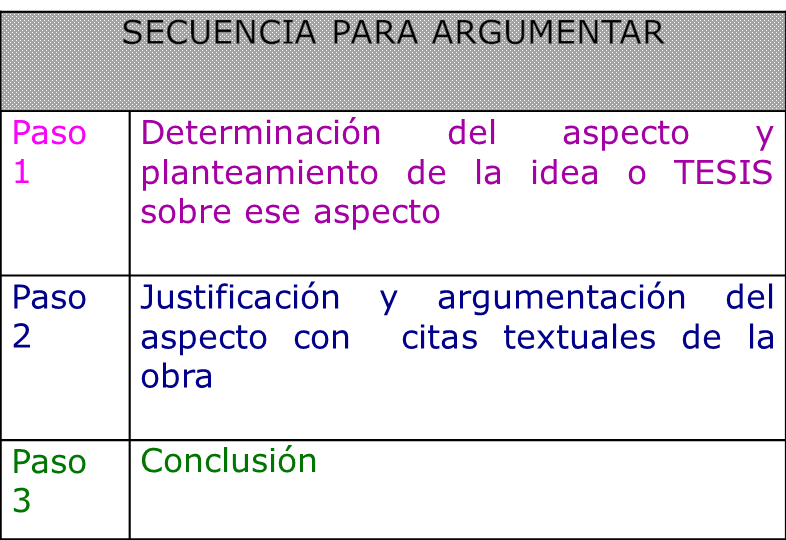 SECUENCIA PARA ARGUMENTAR
Paso 1
Determinación del aspecto y
planteamiento de la idea o TESIS
sobre ese aspecto
Paso 2
Justificación y argumentación del
aspecto con citas textuales de la
obra
Paso 3
Conclusión